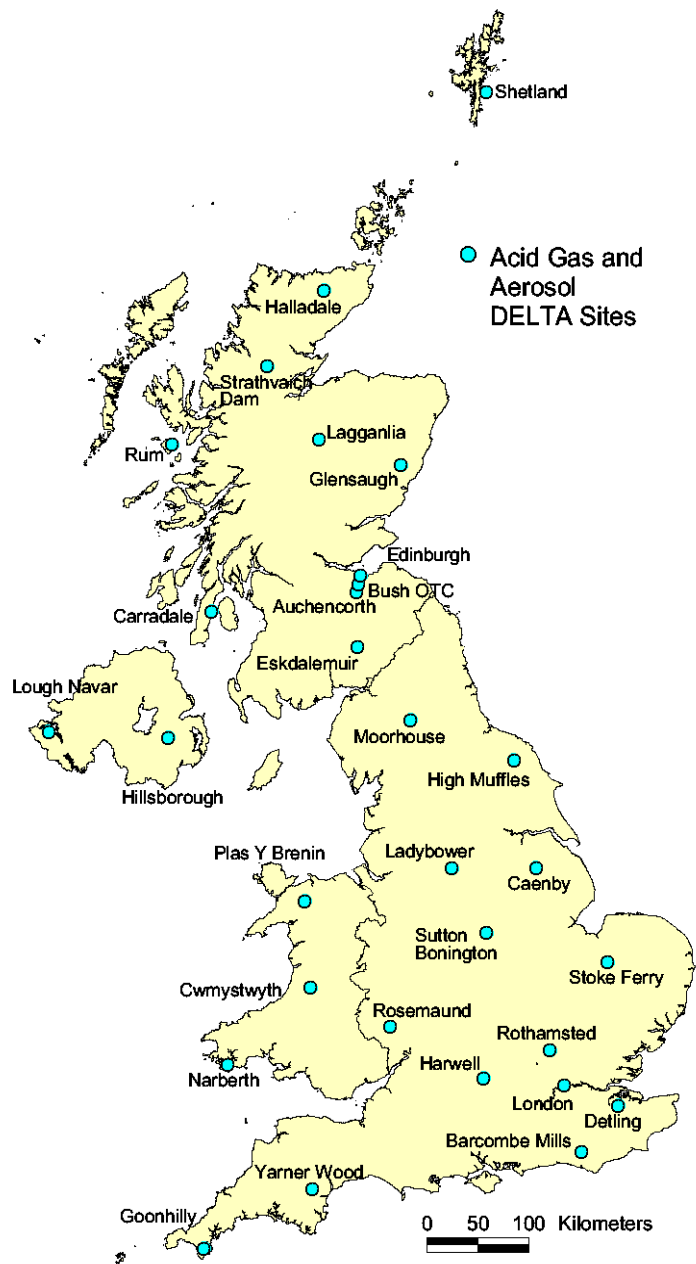 Shetland
Acid Gas and
Aerosol
DELTA Sites
Halladale
Strathvaich
Dam
Rum
Lagganlia
Glensaugh
Edinburgh
Bush OTC
Auchencorth
Carradale
Eskdalemuir
Lough Navar
Moorhouse
High Muffles
Hillsborough
Plas Y Brenin
Ladybower
Caenby
Sutton
Bonington
Stoke Ferry
Cwmystwyth
Rosemaund
Rothamsted
Harwell
Narberth
London
Detling
Barcombe Mills
Yarner Wood
Goonhilly
0 50 100 Kilometers